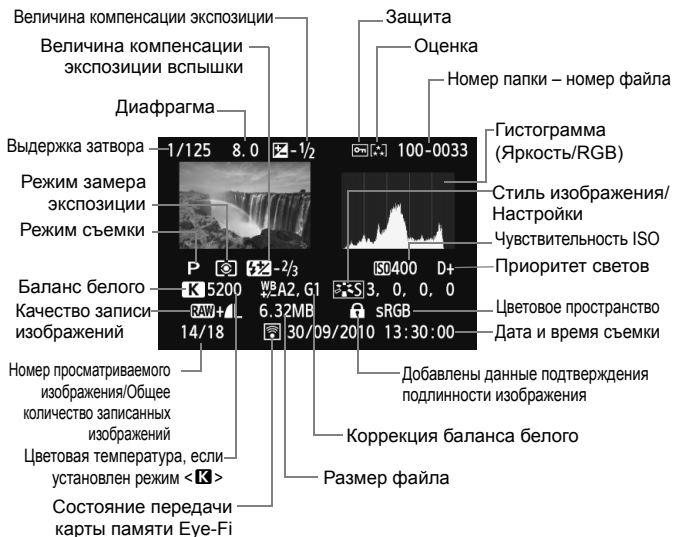 Величина компенсации экспозиции
Защита
Величина компенсации
экспозиции вспышки
Оценка
Номер папки – номер файла
Диафрагма
Гистограмма
(Яркость/RGB)
Выдержка затвора
1/125 8.0 -1/2 100-0033
Режим замера
экспозиции
Стиль изображения/
Настройки
Режим съемки
Чувствительность ISO
P -2/3 ISO 400 D+
Приоритет светов
Баланс белого
K 5200 WB +/- A2, G1 S 3, 0, 0, 0
Качество записи
изображений
RAW+L 6.32MB sRGB
Цветовое пространство
14/18 30/09/2010 13:30:00
Дата и время съемки
Номер просматриваемого
изображения/Общее
количество записанных
изображений
Добавлены данные подтверждения
подлинности изображения
Коррекция баланса белого
Цветовая температура, если
установлен режим <K>
Размер файла
Состояние передачи
карты памяти Eye-Fi